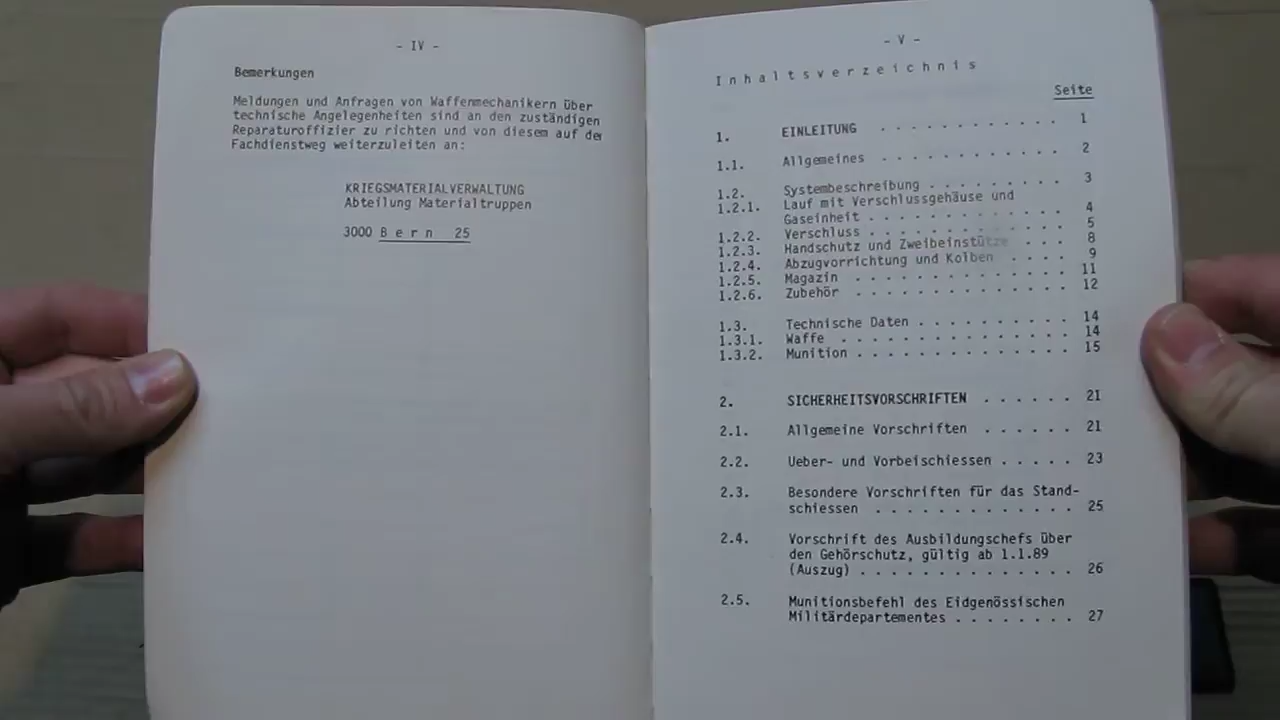 - IV -
Bemerkungen
Meldungen und Anfragen von Waffenmechanikern über
technische Angelegenheiten sind an den zuständigen
Reparaturoffizier zu richten und von diesem auf dem
Fachdienstweg weiterzuleiten an:
KRIEGSMATERIALVERWALTUNG
Abteilung Materialtruppen
3000 B e r n 25
- V -
I n h a l t s v e r z e i c h n i s
Seite
1. EINLEITUNG . . . . . . . . . . . . 1
1.1. Allgemeines . . . . . . . . . . . . 2
1.2. Systembeschreibung . . . . . . . . . 3
1.2.1. Lauf mit Verschlussgehäuse und
Gaseinheit . . . . . . . . . . . . . 4
1.2.2. Verschluss . . . . . . . . . . . . . 5
1.2.3. Handschutz und Zweibeinstütze . . . 8
1.2.4. Abzugvorrichtung und Kolben . . . . 9
1.2.5. Magazin . . . . . . . . . . . . . . 11
1.2.6. Zubehör . . . . . . . . . . . . . . 12
1.3. Technische Daten . . . . . . . . . . 14
1.3.1. Waffe . . . . . . . . . . . . . . . 14
1.3.2. Munition . . . . . . . . . . . . . . 15
2. SICHERHEITSVORSCHRIFTEN . . . . . . 21
2.1. Allgemeine Vorschriften . . . . . . 21
2.2. Ueber- und Vorbeischiessen . . . . . 23
2.3. Besondere Vorschriften für das Stand-
schiessen . . . . . . . . . . . . . 25
2.4. Vorschrift des Ausbildungschefs über
den Gehörschutz, gültig ab 1.1.89
(Auszug) . . . . . . . . . . . . . . 26
2.5. Munitionsbefehl des Eidgenössischen
Militärdepartementes . . . . . . . . 27